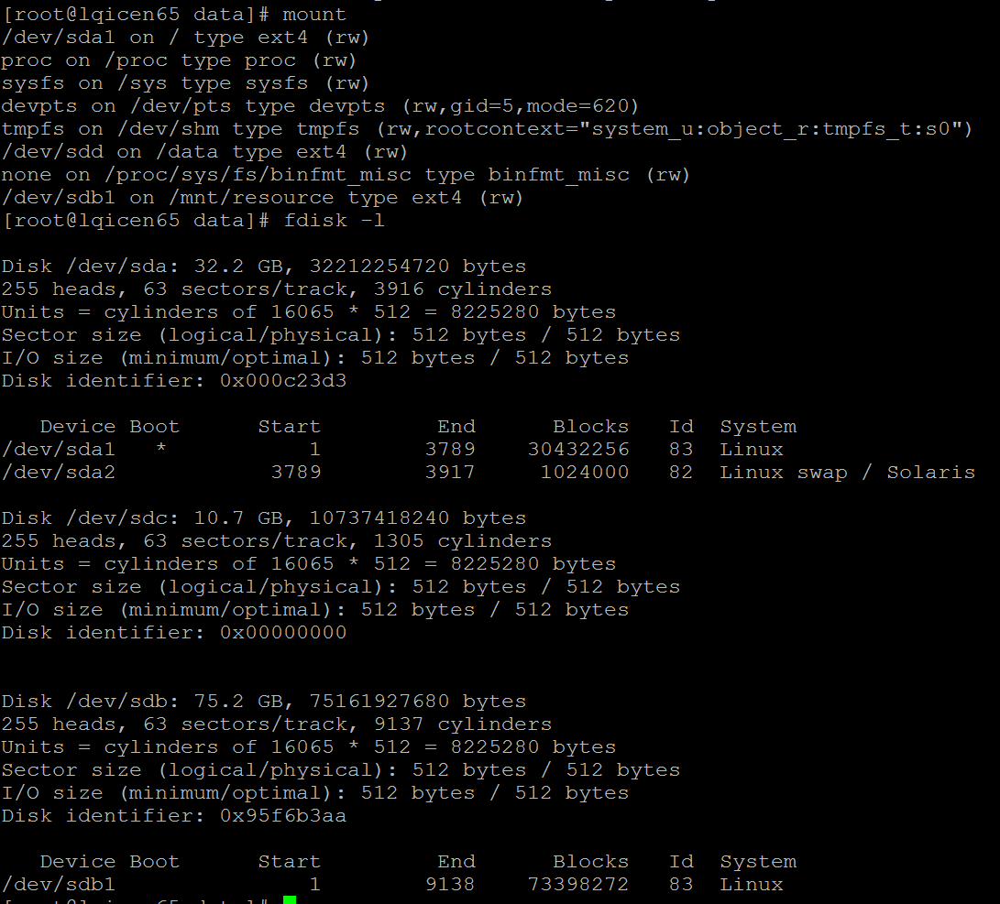 [root@lqicen65 data]# mount
/dev/sda1 on / type ext4 (rw)
proc on /proc type proc (rw)
sysfs on /sys type sysfs (rw)
devpts on /dev/pts type devpts (rw,gid=5,mode=620)
tmpfs on /dev/shm type tmpfs (rw,rootcontext="system_u:object_r:tmpfs_t:s0")
/dev/sdd on /data type ext4 (rw)
none on /proc/sys/fs/binfmt_misc type binfmt_misc (rw)
/dev/sdb1 on /mnt/resource type ext4 (rw)
[root@lqicen65 data]# fdisk -l
Disk /dev/sda: 32.2 GB, 32212254720 bytes
255 heads, 63 sectors/track, 3916 cylinders
Units = cylinders of 16065 * 512 = 8225280 bytes
Sector size (logical/physical): 512 bytes / 512 bytes
I/O size (minimum/optimal): 512 bytes / 512 bytes
Disk identifier: 0x000c23d3
Device Boot Start End Blocks Id System
/dev/sda1 * 1 3789 30432256 83 Linux
/dev/sda2 3789 3917 1024000 82 Linux swap / Solaris
Disk /dev/sdc: 10.7 GB, 10737418240 bytes
255 heads, 63 sectors/track, 1305 cylinders
Units = cylinders of 16065 * 512 = 8225280 bytes
Sector size (logical/physical): 512 bytes / 512 bytes
I/O size (minimum/optimal): 512 bytes / 512 bytes
Disk identifier: 0x00000000
Disk /dev/sdb: 75.2 GB, 75161927680 bytes
255 heads, 63 sectors/track, 9137 cylinders
Units = cylinders of 16065 * 512 = 8225280 bytes
Sector size (logical/physical): 512 bytes / 512 bytes
I/O size (minimum/optimal): 512 bytes / 512 bytes
Disk identifier: 0x95f6b3aa
Device Boot Start End Blocks Id System
/dev/sdb1 1 9138 73398272 83 Linux